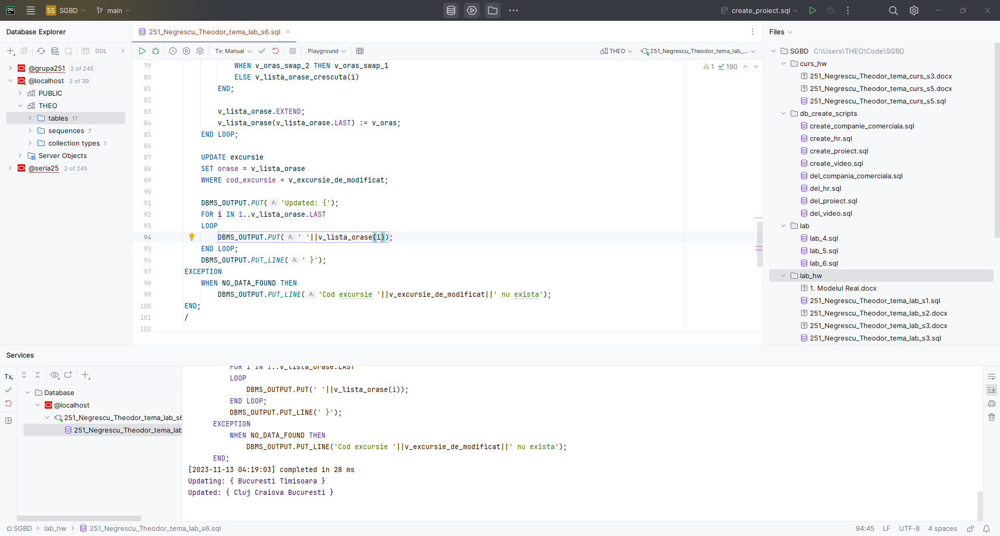 DG SG SGBD main create_proiect.sql
Database Explorer
DDL
@grupa251 2 of 245
@localhost 2 of 39
PUBLIC
THEO
tables 17
sequences 7
collection types 1
Server Objects
@seria25 2 of 245
251_Negrescu_Theodor_tema_lab_s6.sql
Tx: Manual Playground THEO 251_Negrescu_Theodor_tema_lab_...
1 190
79 WHEN v_oras_swap_2 THEN v_oras_swap_1
80 ELSE v_lista_orase_crescuta(i)
81 END;
82
83 v_lista_orase.EXTEND;
84 v_lista_orase(v_lista_orase.LAST) := v_oras;
85 END LOOP;
86
87 UPDATE excursie
88 SET orase = v_lista_orase
89 WHERE cod_excursie = v_excursie_de_modificat;
90
91 DBMS_OUTPUT.PUT( A: 'Updated: {');
92 FOR i IN 1..v_lista_orase.LAST
93 LOOP
94 DBMS_OUTPUT.PUT( A: ' '||v_lista_orase(i));
95 END LOOP;
96 DBMS_OUTPUT.PUT_LINE( A: ' }');
97 EXCEPTION
98 WHEN NO_DATA_FOUND THEN
99 DBMS_OUTPUT.PUT_LINE( A: 'Cod excursie '||v_excursie_de_modificat||' nu exista');
100 END;
101 /
102
Files
SGBD C:\Users\THEO\Code\SGBD
curs_hw
251_Negrescu_Theodor_tema_curs_s3.docx
251_Negrescu_Theodor_tema_curs_s5.docx
251_Negrescu_Theodor_tema_curs_s5.sql
db_create_scripts
create_companie_comerciala.sql
create_hr.sql
create_proiect.sql
create_video.sql
del_compania_comerciala.sql
del_hr.sql
del_proiect.sql
del_video.sql
lab
lab_4.sql
lab_5.sql
lab_6.sql
lab_hw
1. Modelul Real.docx
251_Negrescu_Theodor_tema_lab_s1.sql
251_Negrescu_Theodor_tema_lab_s2.docx
251_Negrescu_Theodor_tema_lab_s3.docx
251_Negrescu_Theodor_tema_lab_s3.sql
Services
Tx
Database
@localhost
251_Negrescu_Theodor_tema_lab_s6
251_Negrescu_Theodor_tema_lab
FOR i IN 1..v_lista_orase.LAST
LOOP
DBMS_OUTPUT.PUT(' '||v_lista_orase(i));
END LOOP;
DBMS_OUTPUT.PUT_LINE(' }');
EXCEPTION
WHEN NO_DATA_FOUND THEN
DBMS_OUTPUT.PUT_LINE('Cod excursie '||v_excursie_de_modificat||' nu exista');
END;
[2023-11-13 04:19:03] completed in 28 ms
Updating: { Bucuresti Timisoara }
Updated: { Cluj Craiova Bucuresti }
SGBD lab_hw 251_Negrescu_Theodor_tema_lab_s6.sql 94:45 LF UTF-8 4 spaces